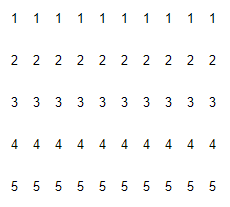 1 1 1 1 1 1 1 1 1 1
2 2 2 2 2 2 2 2 2 2
3 3 3 3 3 3 3 3 3 3
4 4 4 4 4 4 4 4 4 4
5 5 5 5 5 5 5 5 5 5